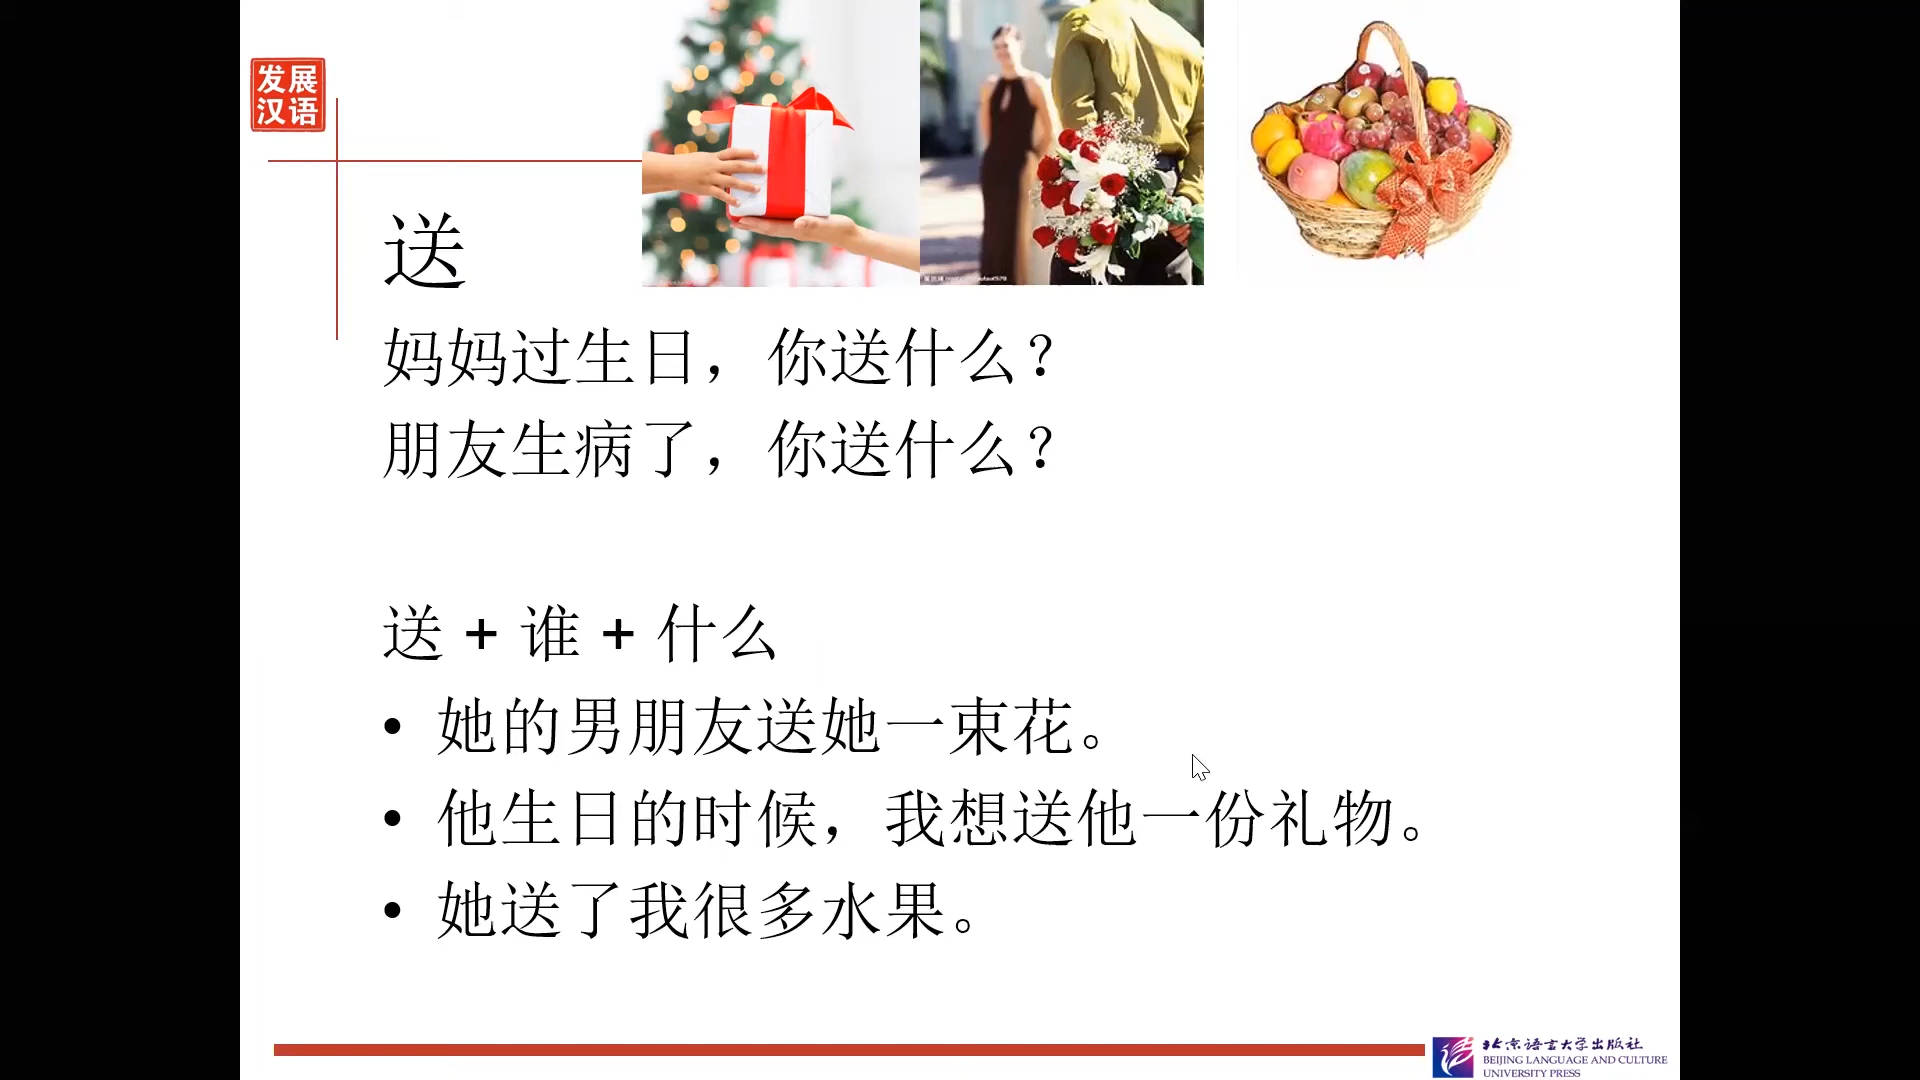 发展
汉语
送
妈妈过生日，你送什么？
朋友生病了，你送什么？
送 + 谁 + 什么
• 她的男朋友送她一束花。
• 他生日的时候，我想送他一份礼物。
• 她送了我很多水果。
北京语言大学出版社
BEIJING LANGUAGE AND CULTURE
UNIVERSITY PRESS